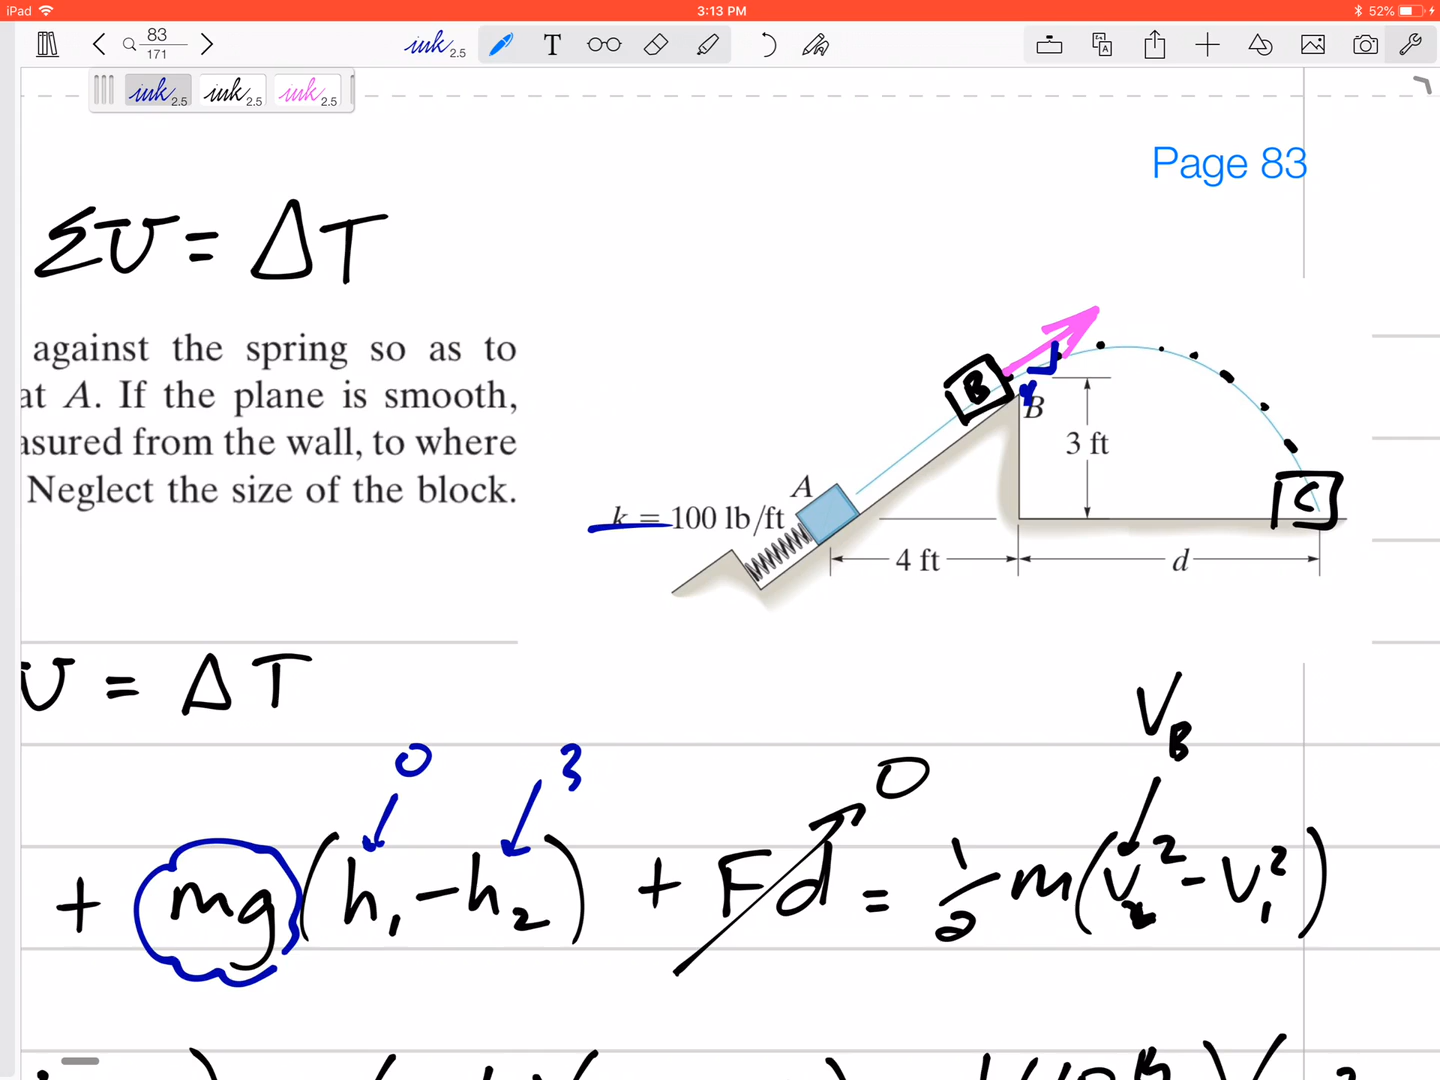 iPad 3:13 PM 52%
83
171
ink 2.5 T
ink 2.5 ink 2.5 ink 2.5
Page 83
ΣU = ΔT
against the spring so as to
at A. If the plane is smooth,
asured from the wall, to where
Neglect the size of the block.
B
B
3 ft
A
k = 100 lb/ft
C
4 ft
d
U = ΔT
V_B
0 3 0
+ mg(h₁-h₂) + Fd = 1/2 m(V₂² - V₁²)